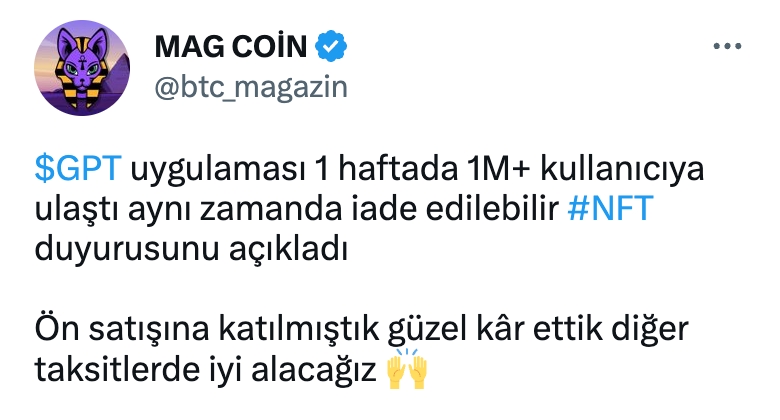 MAG COİN
@btc_magazin
$GPT uygulaması 1 haftada 1M+ kullanıcıya
ulaştı aynı zamanda iade edilebilir #NFT
duyurusunu açıkladı
Ön satışına katılmıştık güzel kâr ettik diğer
taksitlerde iyi alacağız 🙌